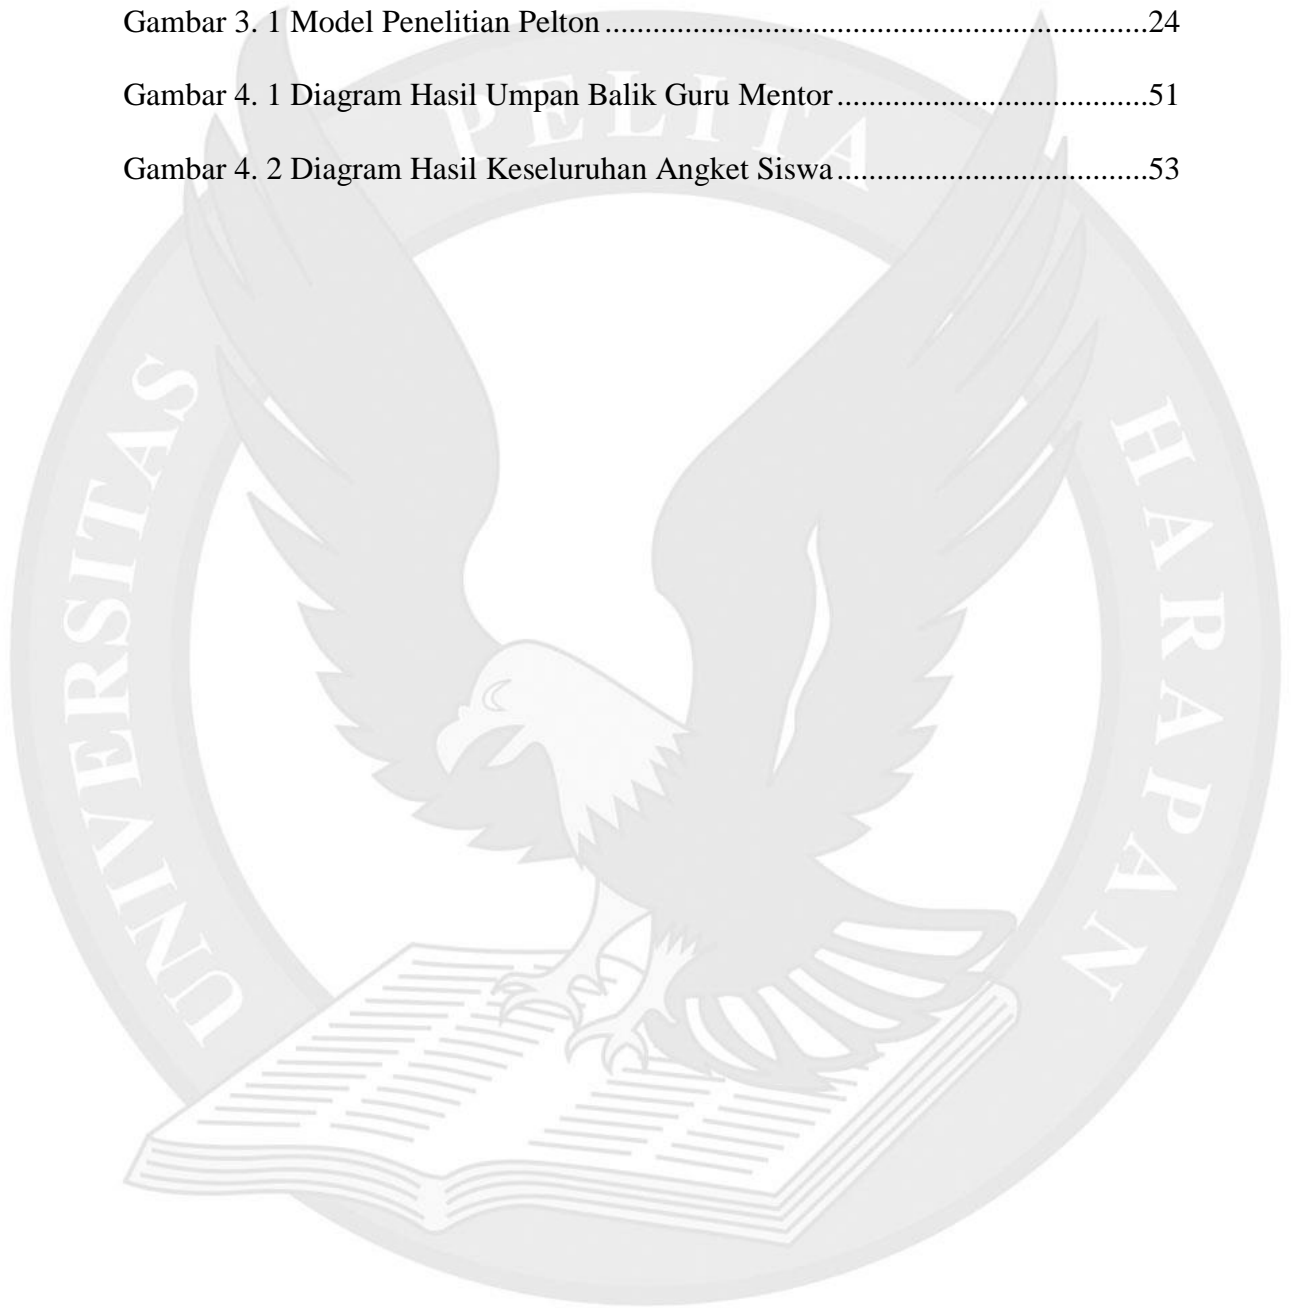 Gambar 3. 1 Model Penelitian Pelton....................................................................................24
Gambar 4. 1 Diagram Hasil Umpan Balik Guru Mentor....................................51
Gambar 4. 2 Diagram Hasil Keseluruhan Angket Siswa....................................53
UNIVERSITAS PELITA HARAPAN